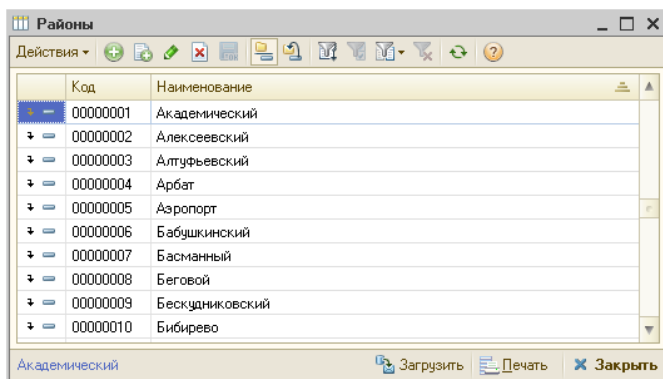 Районы
Действия
Код Наименование
00000001 Академический
00000002 Алексеевский
00000003 Алтуфьевский
00000004 Арбат
00000005 Аэропорт
00000006 Бабушкинский
00000007 Басманный
00000008 Беговой
00000009 Бескудниковский
00000010 Бибирево
Академический Загрузить Печать Закрыть